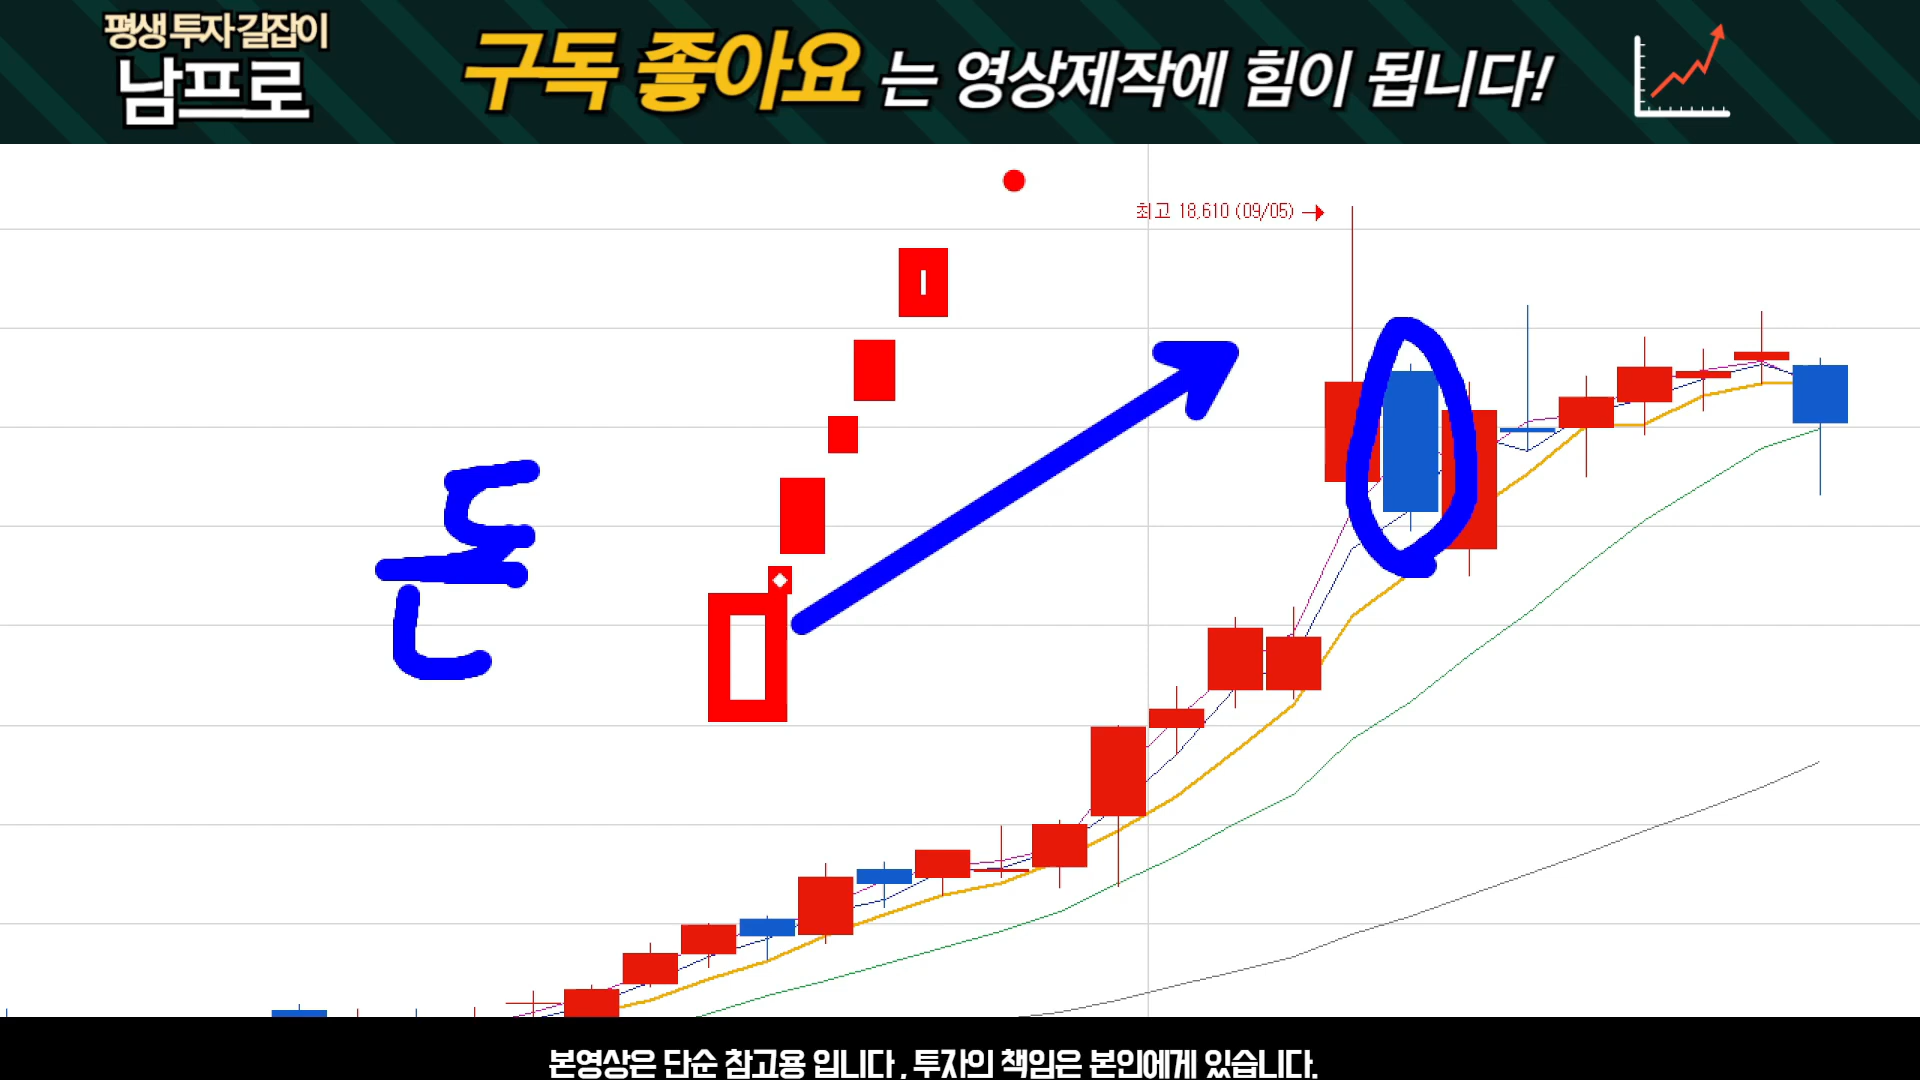 평생 투자 길잡이
남프로
구독 좋아요 는 영상제작에 힘이 됩니다!
최고 18,610 (09/05) →
튼
본영상은 단순 참고용 입니다 , 투자의 책임은 본인에게 있습니다.